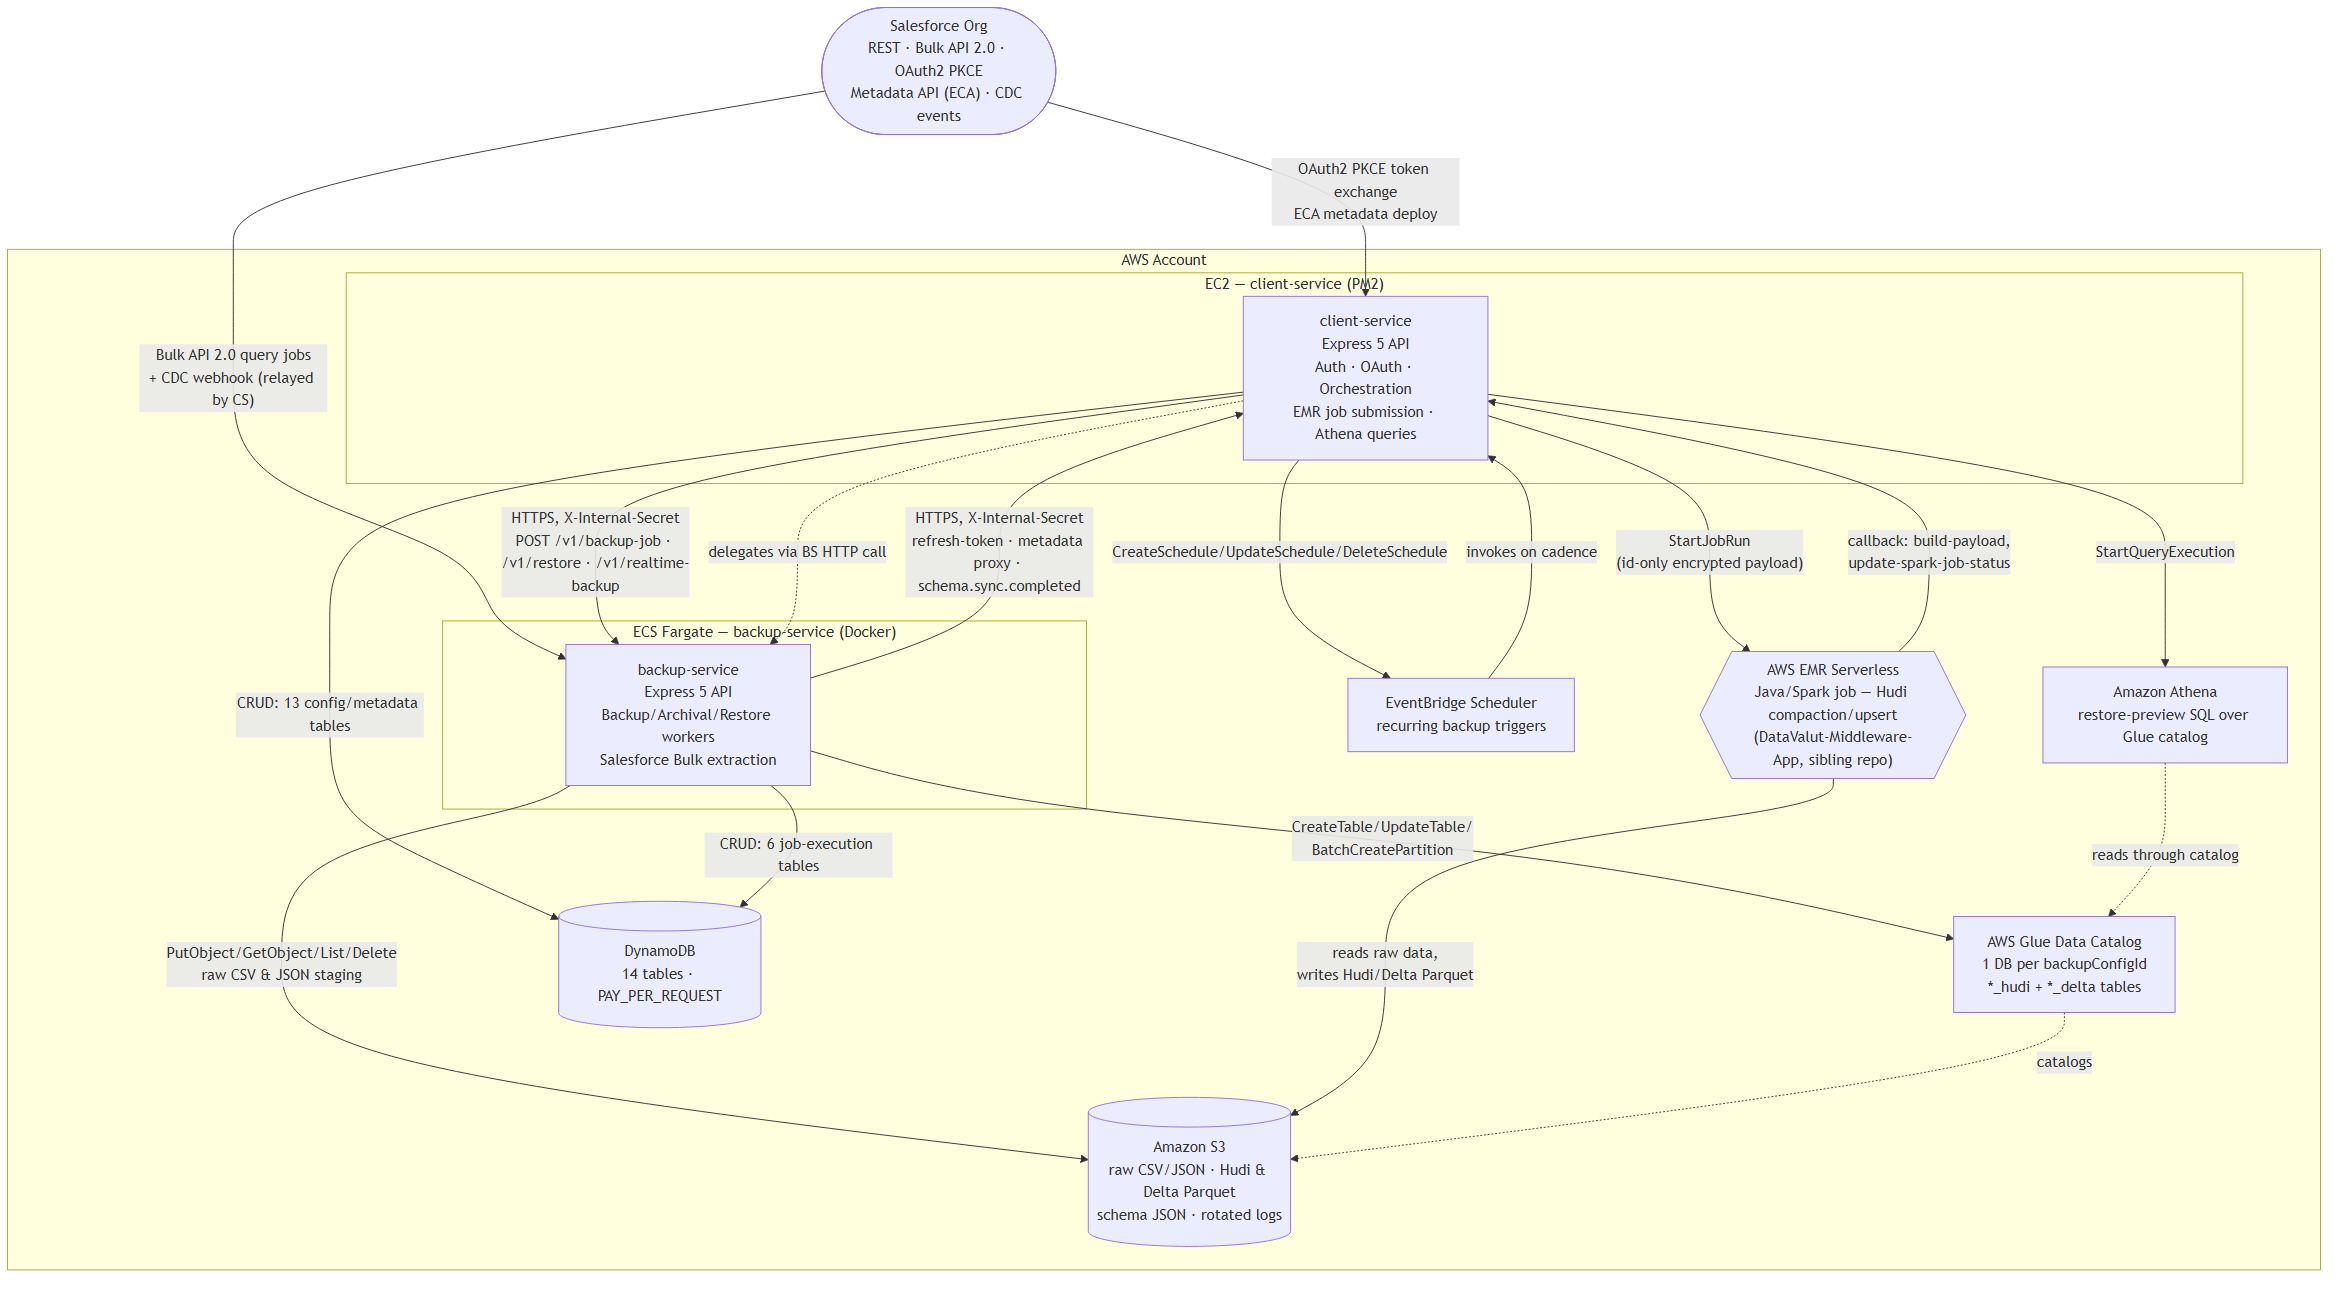 Salesforce Org
REST · Bulk API 2.0 ·
OAuth2 PKCE
Metadata API (ECA) · CDC
events
OAuth2 PKCE token
exchange
ECA metadata deploy
AWS Account
EC2 — client-service (PM2)
client-service
Express 5 API
Auth · OAuth ·
Orchestration
EMR job submission ·
Athena queries
Bulk API 2.0 query jobs
+ CDC webhook (relayed
by CS)
HTTPS, X-Internal-Secret
POST /v1/backup-job ·
/v1/restore · /v1/realtime-
backup
delegates via BS HTTP call
HTTPS, X-Internal-Secret
refresh-token · metadata
proxy ·
schema.sync.completed
CreateSchedule/UpdateSchedule/DeleteSchedule
invokes on cadence
StartJobRun
(id-only encrypted payload)
callback: build-payload,
update-spark-job-status
StartQueryExecution
ECS Fargate — backup-service (Docker)
backup-service
Express 5 API
Backup/Archival/Restore
workers
Salesforce Bulk extraction
EventBridge Scheduler
recurring backup triggers
AWS EMR Serverless
Java/Spark job — Hudi
compaction/upsert
(DataValut-Middleware-
App, sibling repo)
Amazon Athena
restore-preview SQL over
Glue catalog
CRUD: 13 config/metadata
tables
CRUD: 6 job-execution
tables
CreateTable/UpdateTable/
BatchCreatePartition
reads through catalog
PutObject/GetObject/List/Delete
raw CSV & JSON staging
DynamoDB
14 tables ·
PAY_PER_REQUEST
reads raw data,
writes Hudi/Delta Parquet
AWS Glue Data Catalog
1 DB per backupConfigId
*_hudi + *_delta tables
catalogs
Amazon S3
raw CSV/JSON · Hudi &
Delta Parquet
schema JSON · rotated logs